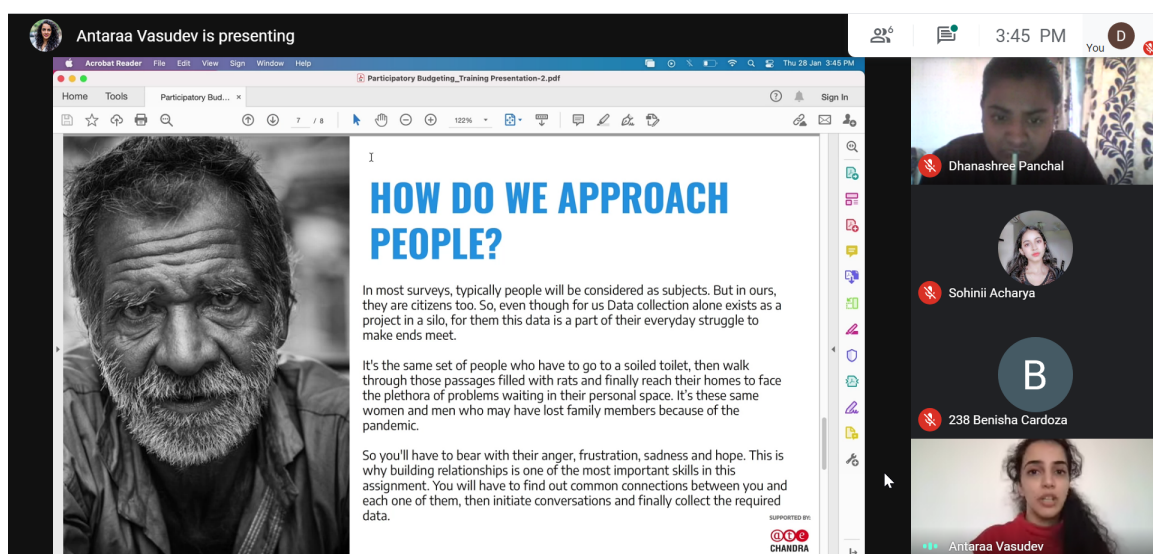 Antaraa Vasudev is presenting
6
3:45 PM
You
D
Acrobat Reader File Edit View Sign Window Help
Thu 28 Jan 3:45 PM
Participatory Budgeting_Training Presentation-2.pdf
Home Tools Participatory Bud... ×
Sign In
7 / 8
122%
HOW DO WE APPROACH
PEOPLE?
In most surveys, typically people will be considered as subjects. But in ours,
they are citizens too. So, even though for us Data collection alone exists as a
project in a silo, for them this data is a part of their everyday struggle to
make ends meet.
It's the same set of people who have to go to a soiled toilet, then walk
through those passages filled with rats and finally reach their homes to face
the plethora of problems waiting in their personal space. It's these same
women and men who may have lost family members because of the
pandemic.
So you'll have to bear with their anger, frustration, sadness and hope. This is
why building relationships is one of the most important skills in this
assignment. You will have to find out common connections between you and
each one of them, then initiate conversations and finally collect the required
data.
SUPPORTED BY:
ate
CHANDRA
Dhanashree Panchal
Sohinii Acharya
B
238 Benisha Cardoza
Antaraa Vasudev